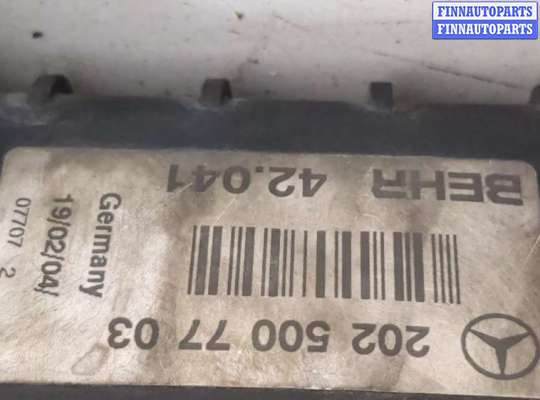 FINNAUTOPARTS
FINNAUTOPARTS
202 500 77 03
BEHR 42.041
Germany
19/02/04/
07707 2